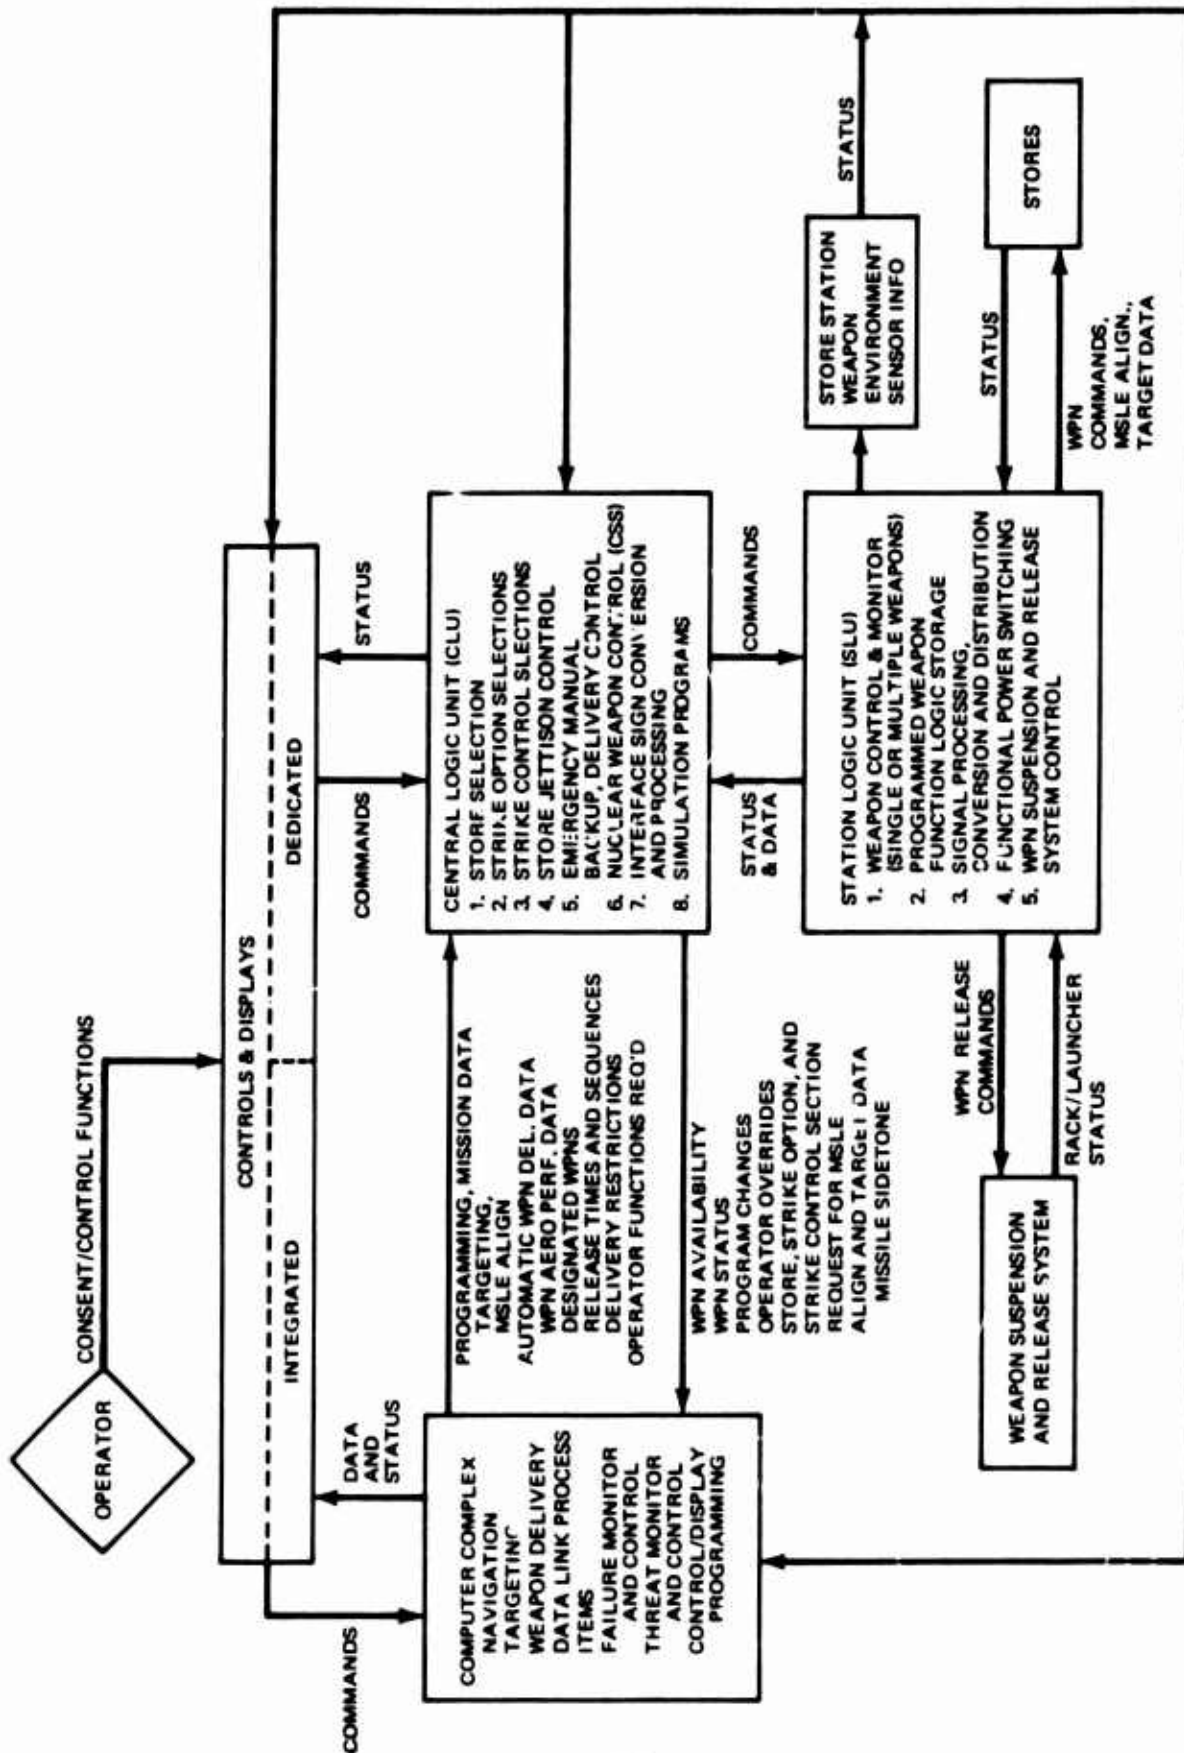 OPERATOR
CONSENT/CONTROL FUNCTIONS
CONTROLS & DISPLAYS
INTEGRATED
DEDICATED
COMMANDS
DATA
AND
STATUS
COMMANDS
STATUS
COMPUTER COMPLEX
NAVIGATION
TARGETING
WEAPON DELIVERY
DATA LINK PROCESS
ITEMS
FAILURE MONITOR
AND CONTROL
THREAT MONITOR
AND CONTROL
CONTROL/DISPLAY
PROGRAMMING
PROGRAMMING, MISSION DATA
TARGETING,
MSLE ALIGN
AUTOMATIC WPN DEL. DATA
WPN AERO PERF. DATA
DESIGNATED WPNS
RELEASE TIMES AND SEQUENCES
DELIVERY RESTRICTIONS
OPERATOR FUNCTIONS REQ'D
WPN AVAILABILITY
WPN STATUS
PROGRAM CHANGES
OPERATOR OVERRIDES
STORE, STRIKE OPTION, AND
STRIKE CONTROL SECTION
REQUEST FOR MSLE
ALIGN AND TARGET DATA
MISSILE SIDETONE
CENTRAL LOGIC UNIT (CLU)
1. STORE SELECTION
2. STRIKE OPTION SELECTIONS
3. STRIKE CONTROL SLECTIONS
4. STORE JETTISON CONTROL
5. EMERGENCY MANUAL
BACKUP, DELIVERY CONTROL
6. NUCLEAR WEAPON CONTROL (CSS)
7. INTERFACE SIGN CONVERSION
AND PROCESSING
8. SIMULATION PROGRAMS
STATUS
& DATA
COMMANDS
STATION LOGIC UNIT (SLU)
1. WEAPON CONTROL & MONITOR
(SINGLE OR MULTIPLE WEAPONS)
2. PROGRAMMED WEAPON
FUNCTION LOGIC STORAGE
3. SIGNAL PROCESSING,
CONVERSION AND DISTRIBUTION
4. FUNCTIONAL POWER SWITCHING
5. WPN SUSPENSION AND RELEASE
SYSTEM CONTROL
WPN RELEASE
COMMANDS
RACK/LAUNCHER
STATUS
WEAPON SUSPENSION
AND RELEASE SYSTEM
STORE STATION
WEAPON
ENVIRONMENT
SENSOR INFO
STATUS
STATUS
STORES
WPN
COMMANDS,
MSLE ALIGN.,
TARGET DATA